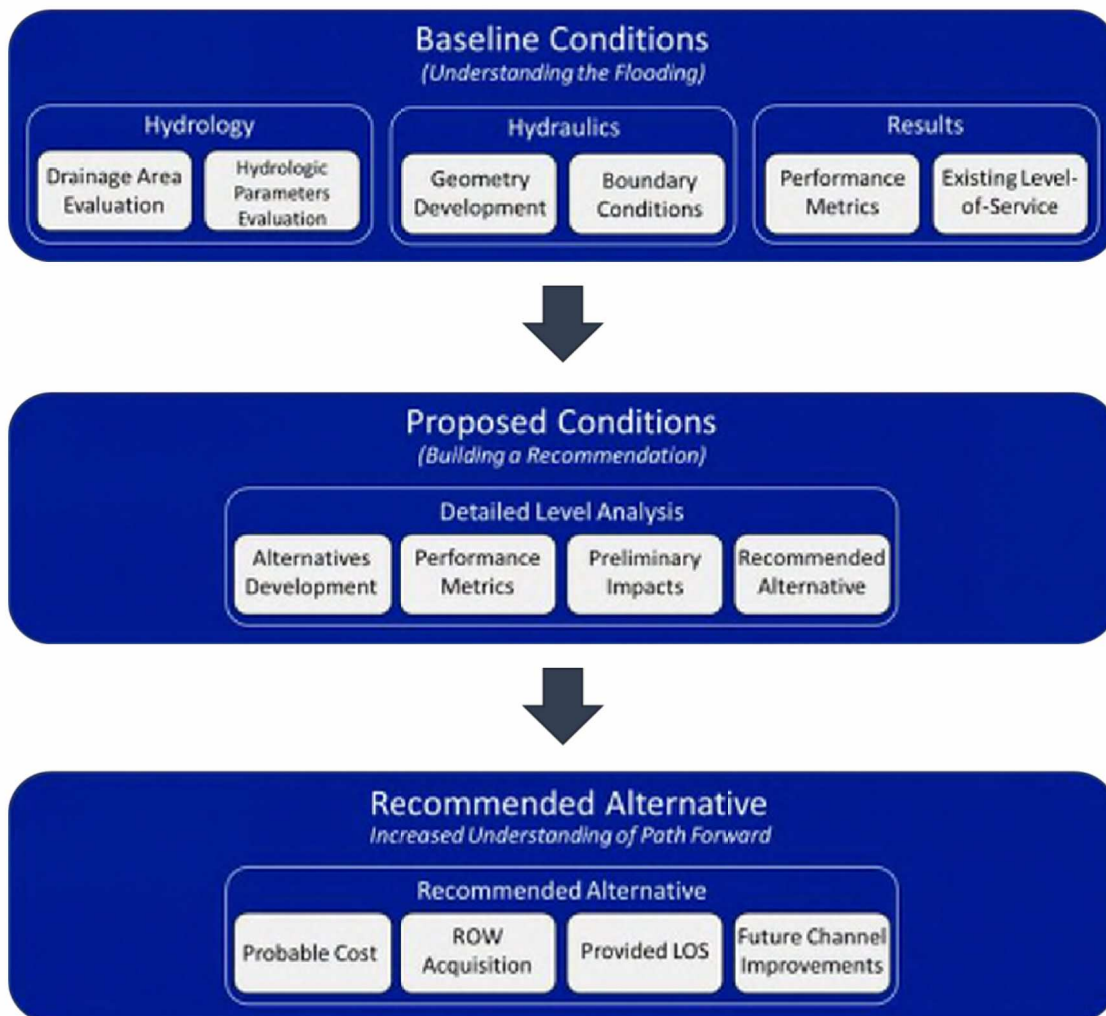 Baseline Conditions
(Understanding the Flooding)
Hydrology
Drainage Area
Evaluation
Hydrologic
Parameters
Evaluation
Hydraulics
Geometry
Development
Boundary
Conditions
Results
Performance
Metrics
Existing Level-
of-Service
Proposed Conditions
(Building a Recommendation)
Detailed Level Analysis
Alternatives
Development
Performance
Metrics
Preliminary
Impacts
Recommended
Alternative
Recommended Alternative
Increased Understanding of Path Forward
Recommended Alternative
Probable Cost
ROW
Acquisition
Provided LOS
Future Channel
Improvements